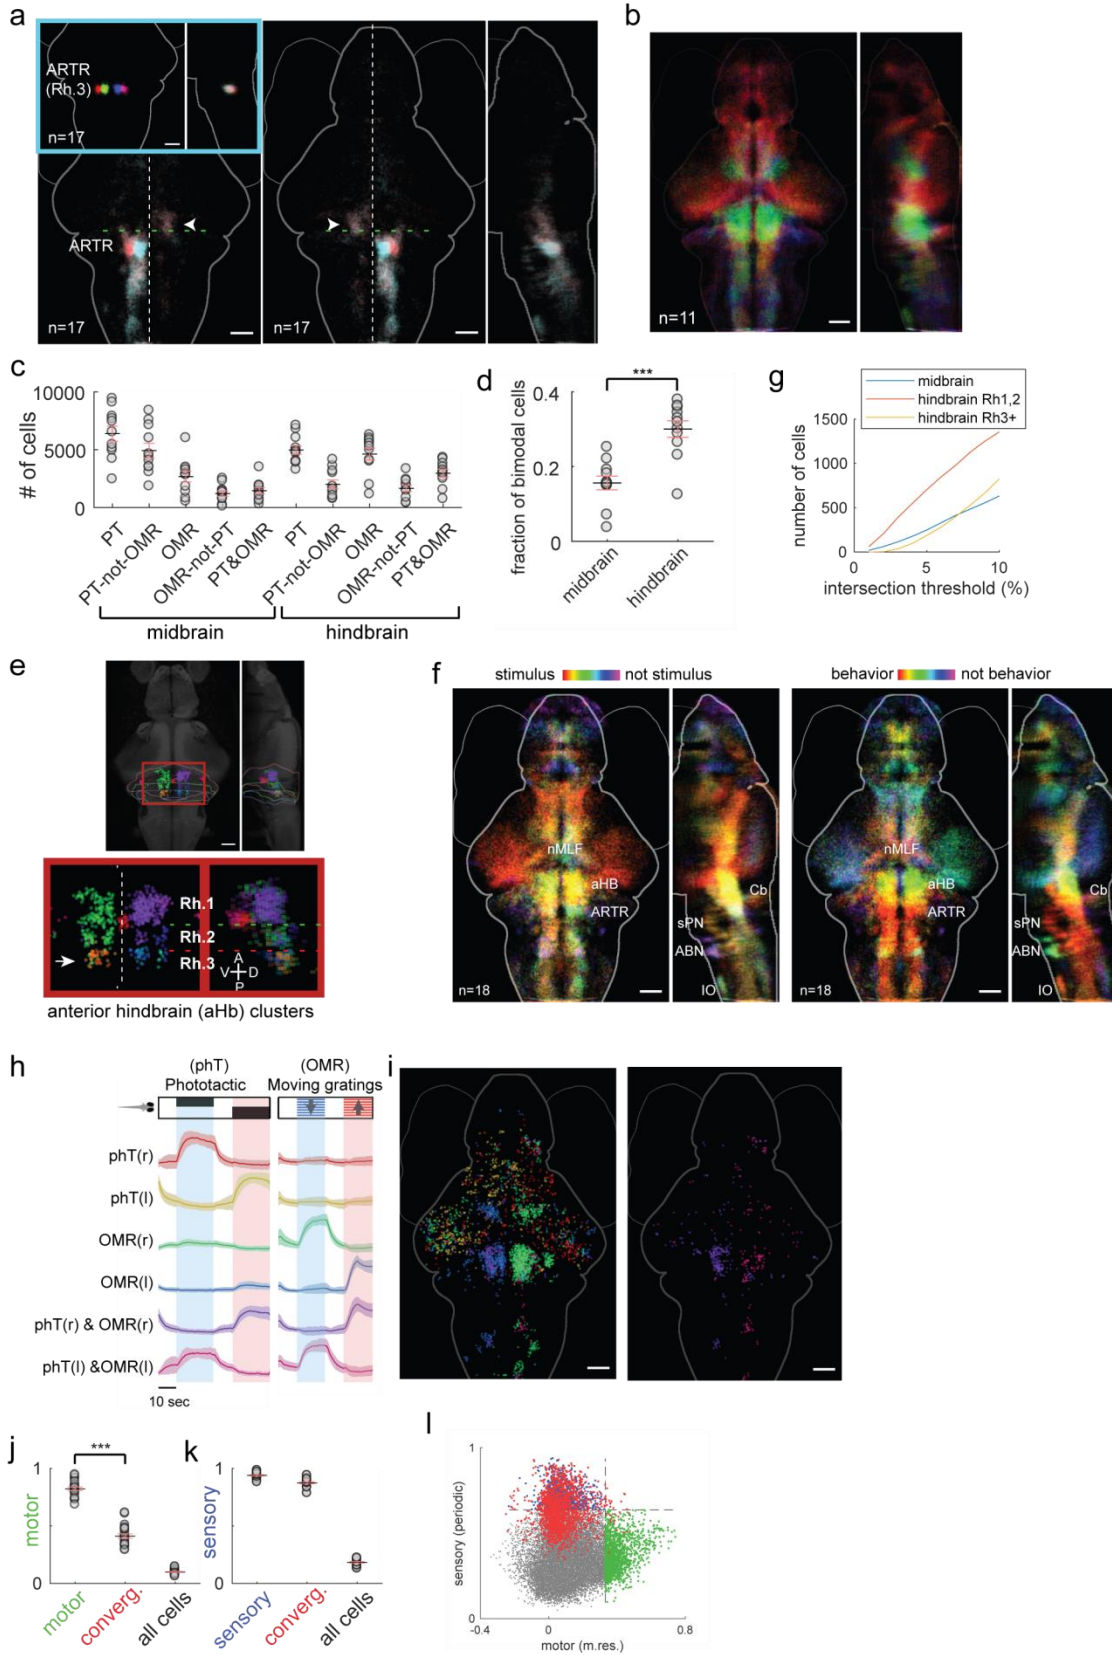 a
ARTR
(Rh.3)
n=17
ARTR
n=17
n=17
b
n=11
c
# of cells
10000
5000
0
PT
PT-not-OMR
OMR
OMR-not-PT
PT&OMR
PT
PT-not-OMR
OMR
OMR-not-PT
PT&OMR
midbrain
hindbrain
d
fraction of bimodal cells
0.4
0.2
0
***
midbrain
hindbrain
g
midbrain
hindbrain Rh1,2
hindbrain Rh3+
number of cells
1500
1000
500
0
0
5
10
intersection threshold (%)
e
Rh.1
Rh.2
Rh.3
A
V
D
P
anterior hindbrain (aHb) clusters
f
stimulus
not stimulus
nMLF
aHB
ARTR
n=18
Cb
sPN
ABN
IO
behavior
not behavior
nMLF
aHB
ARTR
n=18
Cb
sPN
ABN
IO
h
(phT)
Phototactic
(OMR)
Moving gratings
phT(r)
phT(l)
OMR(r)
OMR(l)
phT(r) & OMR(r)
phT(l) &OMR(l)
10 sec
i
j
motor
1
0
***
motor
converg.
all cells
k
sensory
1
0
sensory
converg.
all cells
l
sensory (periodic)
1
0
-0.4
0
0.8
motor (m.res.)